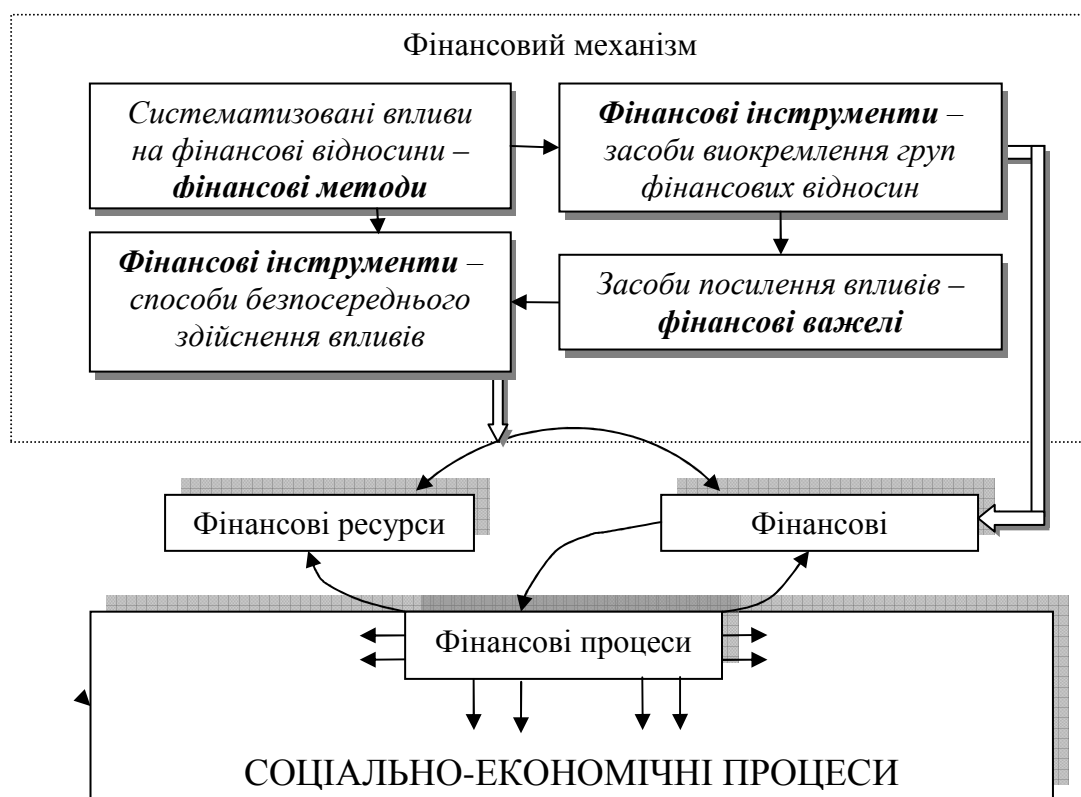 Фінансовий механізм
Систематизовані впливи
на фінансові відносини –
фінансові методи
Фінансові інструменти –
засоби виокремлення груп
фінансових відносин
Фінансові інструменти –
способи безпосереднього
здійснення впливів
Засоби посилення впливів –
фінансові важелі
Фінансові ресурси
Фінансові
Фінансові процеси
СОЦІАЛЬНО-ЕКОНОМІЧНІ ПРОЦЕСИ